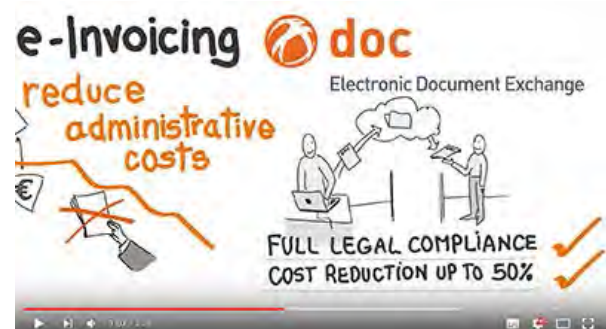 e-Invoicing
doc
Electronic Document Exchange
reduce
administrative
costs
€
FULL LEGAL COMPLIANCE
COST REDUCTION UP TO 50%